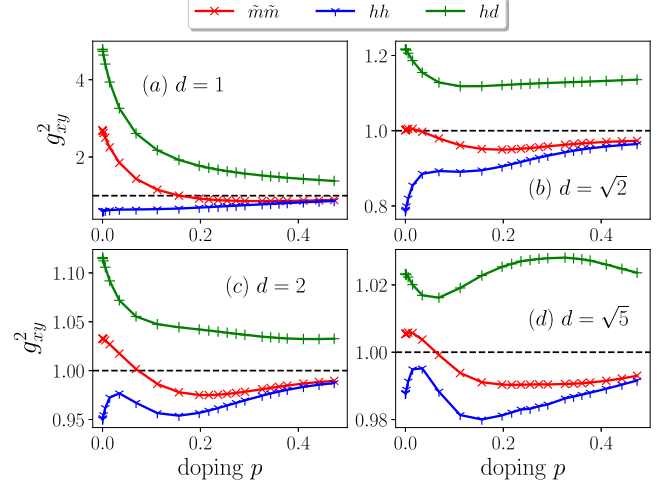 m̃m̃ hh hd
g²xy
4
2
(a) d = 1
0.0 0.2 0.4
1.2
1.0
0.8
(b) d = √2
0.0 0.2 0.4
g²xy
1.10
1.05
1.00
0.95
(c) d = 2
0.0 0.2 0.4
doping p
1.02
1.00
0.98
(d) d = √5
0.0 0.2 0.4
doping p